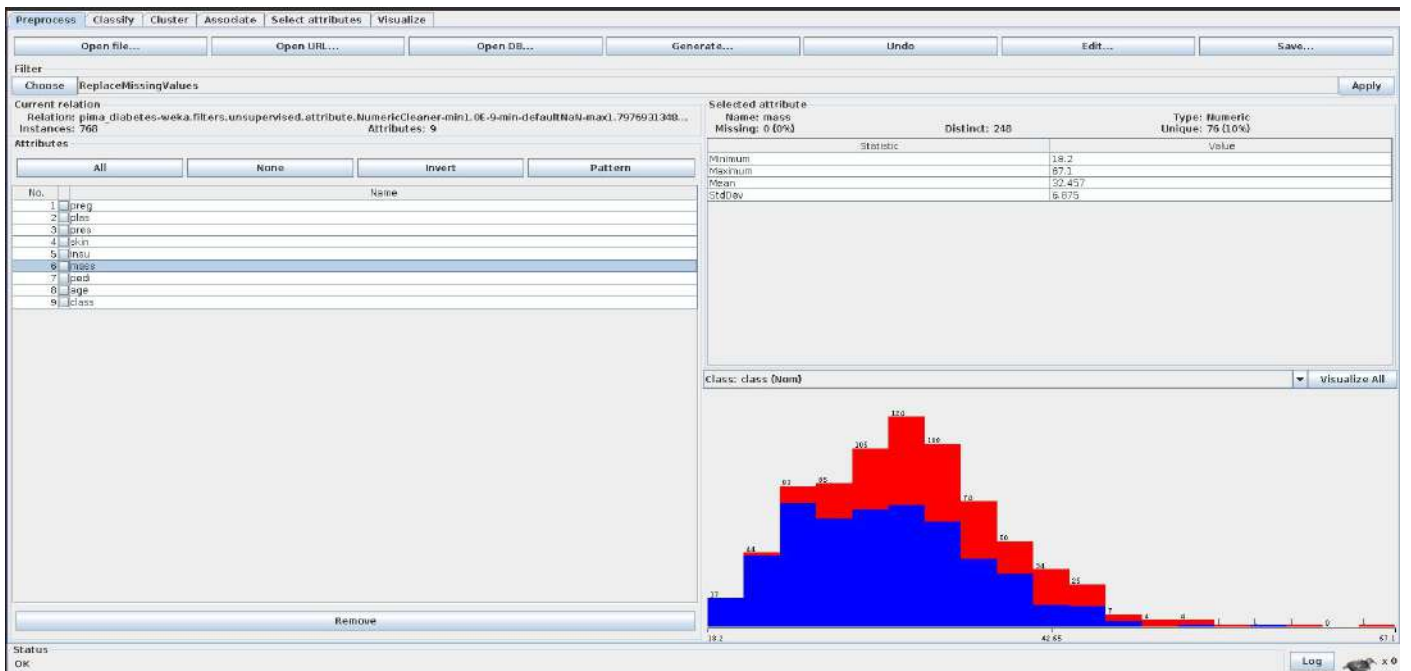 Preprocess Classify Cluster Associate Select attributes Visualize
Open file... Open URL... Open DB... Generate... Undo Edit... Save...
Filter
Choose ReplaceMissingValues Apply
Current relation
Relation: pima_diabetes-weka.filters.unsupervised.attribute.NumericCleaner-min1.0E-9-min-defaultNaN-max1.7976931348...
Instances: 768 Attributes: 9
Attributes
All None Invert Pattern
No. Name
1 preg
2 plas
3 pres
4 skin
5 insu
6 mass
7 pedi
8 age
9 class
Remove
Selected attribute
Name: mass Type: Numeric
Missing: 0 (0%) Distinct: 248 Unique: 76 (10%)
Statistic Value
Minimum 18.2
Maximum 67.1
Mean 32.457
StdDev 6.875
Class: class (Nom) Visualize All
120
105
95
44
50
25
7
4
18.2 42.65 67.1
Status
OK Log x 0